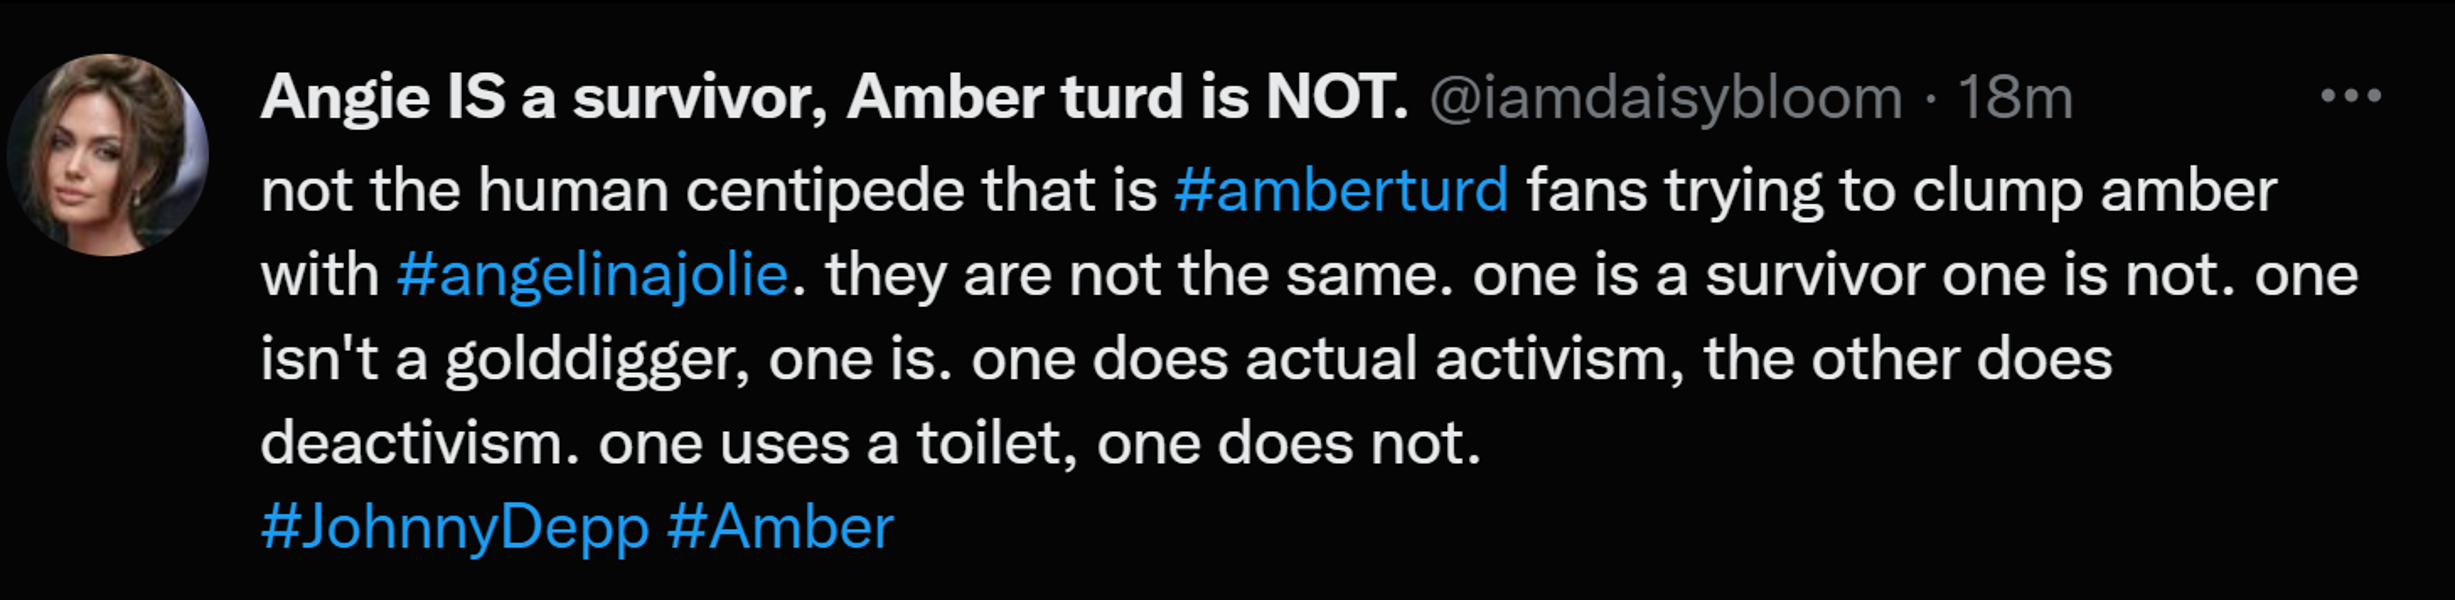 Angie IS a survivor, Amber turd is NOT. @iamdaisybloom · 18m
not the human centipede that is #amberturd fans trying to clump amber
with #angelinajolie. they are not the same. one is a survivor one is not. one
isn't a golddigger, one is. one does actual activism, the other does
deactivism. one uses a toilet, one does not.
#JohnnyDepp #Amber